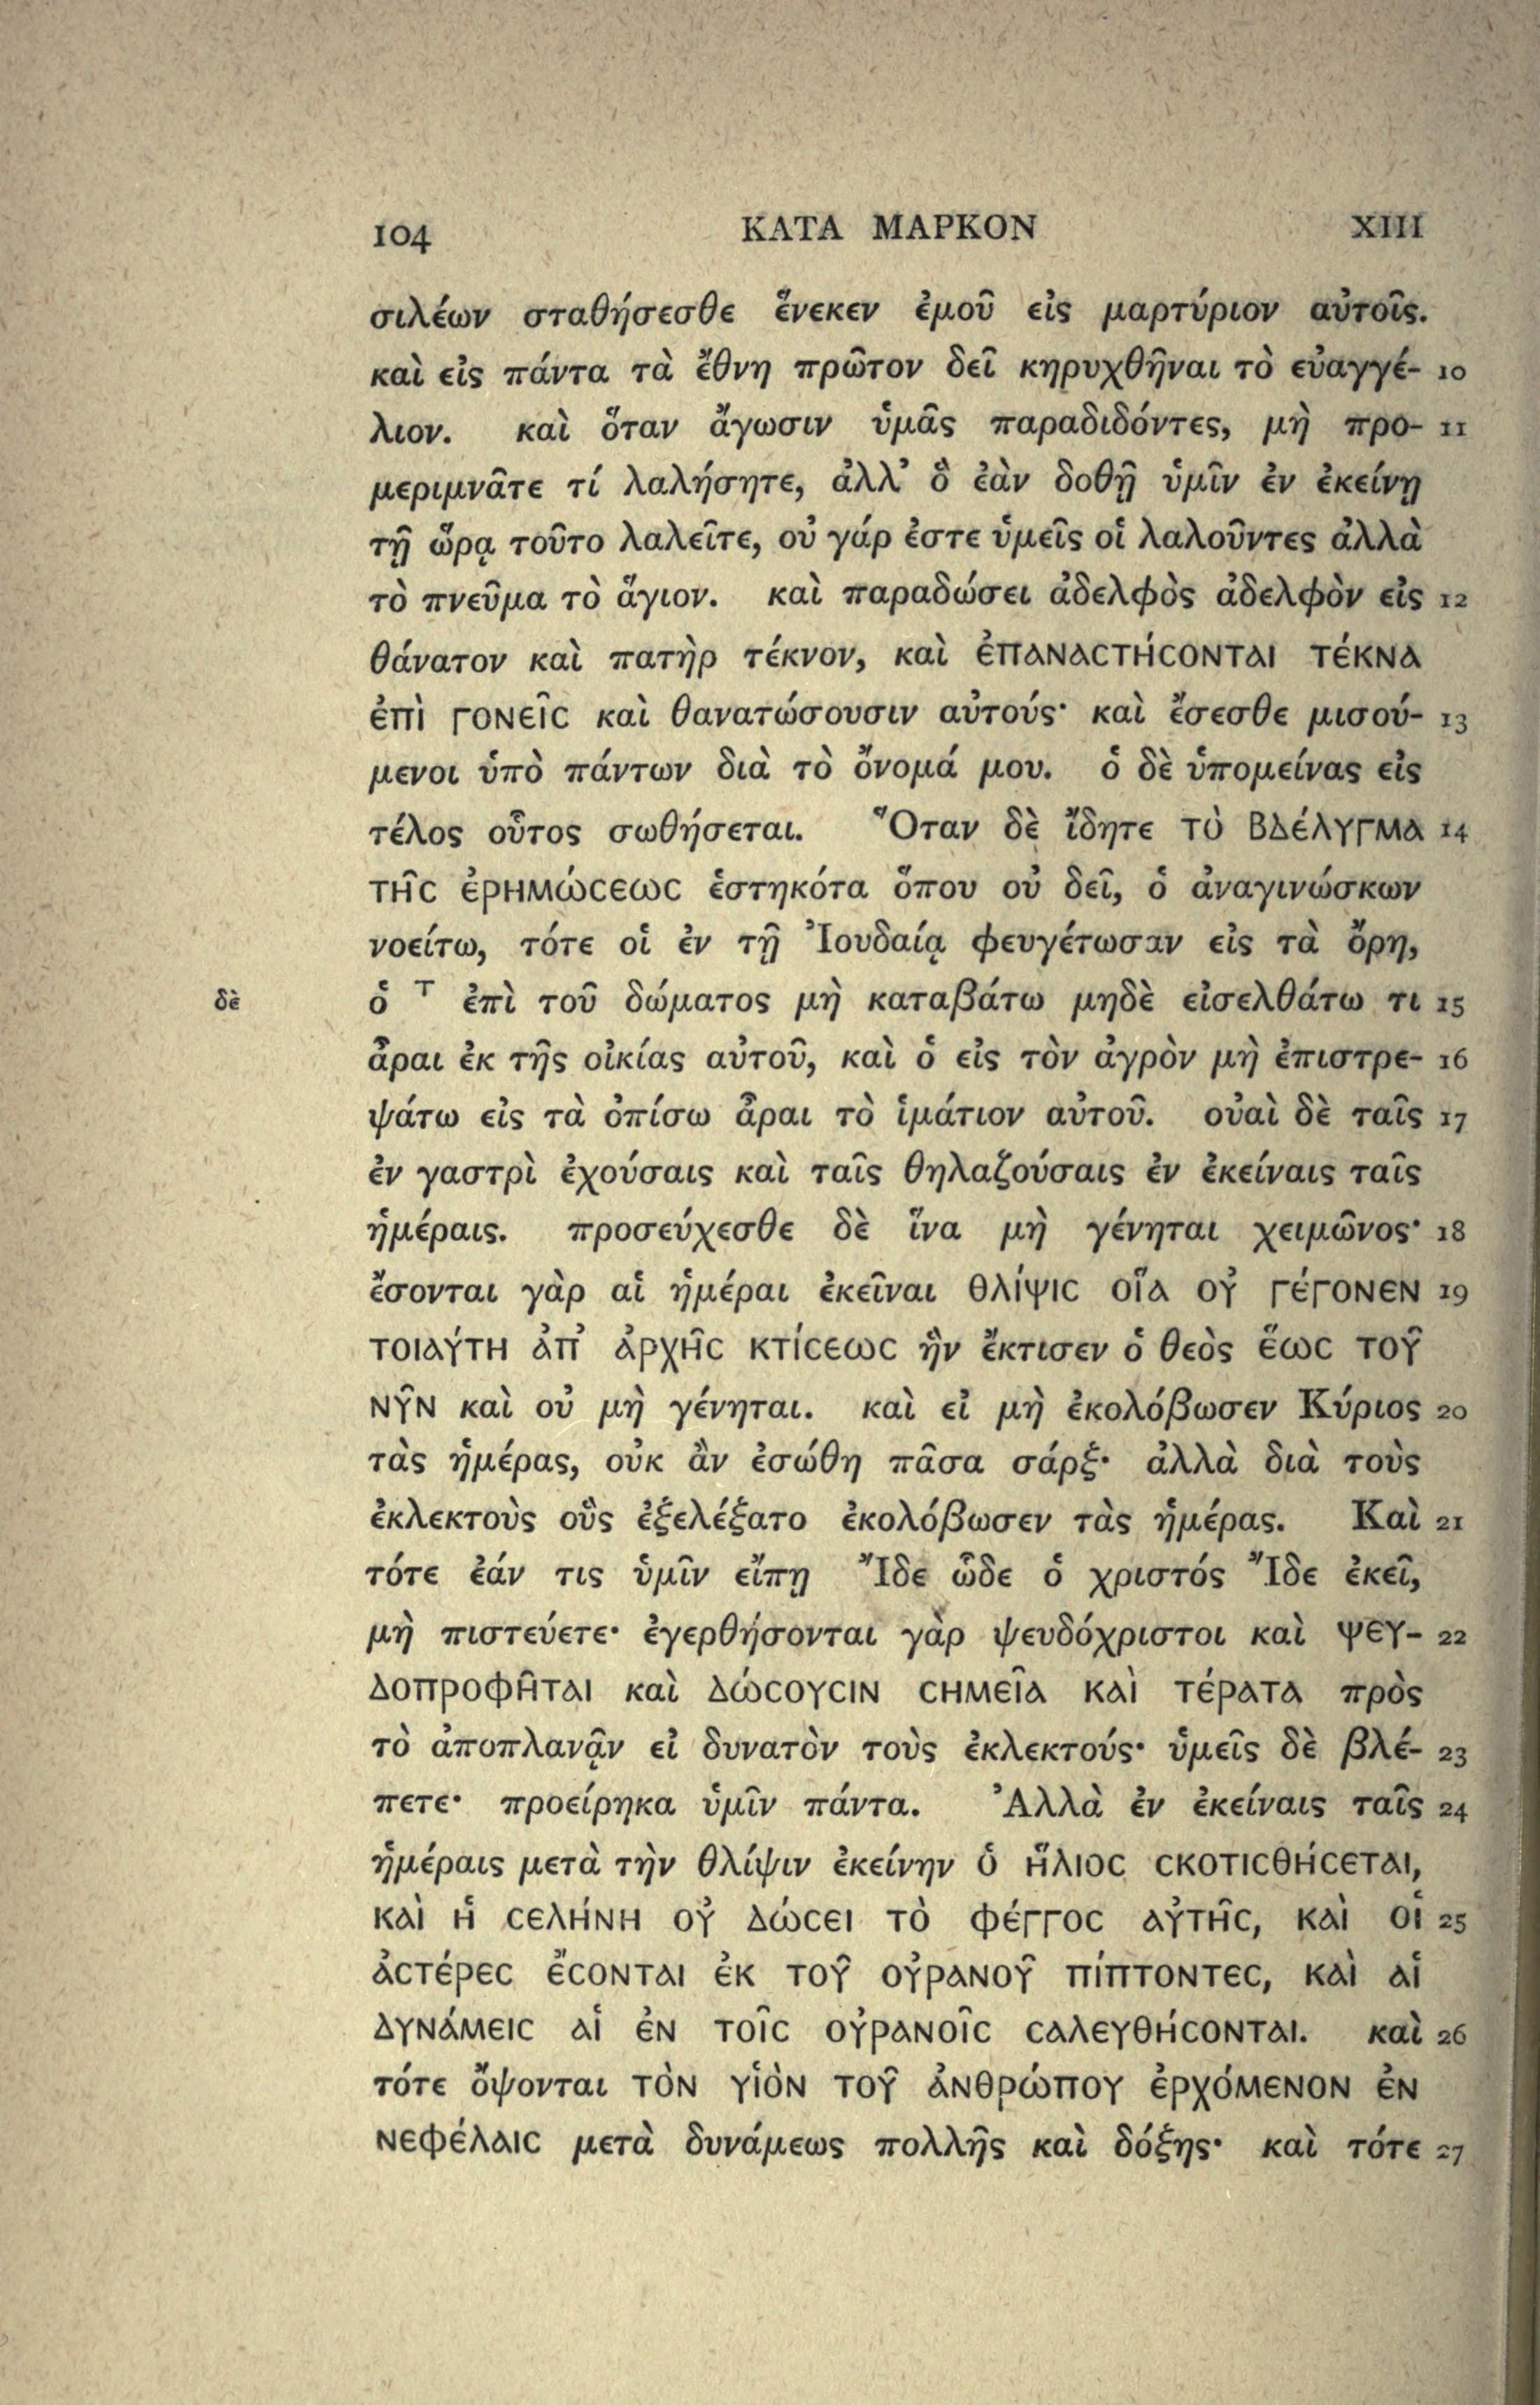 104 ΚΑΤΑ ΜΑΡΚΟΝ XIII
σιλέων σταθήσεσθε ἕνεκεν ἐμοῦ εἰς μαρτύριον αὐτοῖς.
καὶ εἰς πάντα τὰ ἔθνη πρῶτον δεῖ κηρυχθῆναι τὸ εὐαγγέ- 10
λιον. καὶ ὅταν ἄγωσιν ὑμᾶς παραδιδόντες, μὴ προ- 11
μεριμνᾶτε τί λαλήσητε, ἀλλ’ ὃ ἐὰν δοθῇ ὑμῖν ἐν ἐκείνῃ
τῇ ὥρᾳ τοῦτο λαλεῖτε, οὐ γάρ ἐστε ὑμεῖς οἱ λαλοῦντες ἀλλὰ
τὸ πνεῦμα τὸ ἅγιον. καὶ παραδώσει ἀδελφὸς ἀδελφὸν εἰς 12
θάνατον καὶ πατὴρ τέκνον, καὶ ἐπαναϲτήϲονται τέκνα
ἐπὶ γονεῖϲ καὶ θανατώσουσιν αὐτούς· καὶ ἔσεσθε μισού- 13
μενοι ὑπὸ πάντων διὰ τὸ ὄνομά μου. ὁ δὲ ὑπομείνας εἰς
τέλος οὗτος σωθήσεται. Ὅταν δὲ ἴδητε τὸ βδέλυγμα 14
τῆϲ ἐρημώϲεωϲ ἑστηκότα ὅπου οὐ δεῖ, ὁ ἀναγινώσκων
νοείτω, τότε οἱ ἐν τῇ Ἰουδαίᾳ φευγέτωσαν εἰς τὰ ὄρη,
δὲ ὁ ⸆ ἐπὶ τοῦ δώματος μὴ καταβάτω μηδὲ εἰσελθάτω τι 15
ἆραι ἐκ τῆς οἰκίας αὐτοῦ, καὶ ὁ εἰς τὸν ἀγρὸν μὴ ἐπιστρε- 16
ψάτω εἰς τὰ ὀπίσω ἆραι τὸ ἱμάτιον αὐτοῦ. οὐαὶ δὲ ταῖς 17
ἐν γαστρὶ ἐχούσαις καὶ ταῖς θηλαζούσαις ἐν ἐκείναις ταῖς
ἡμέραις. προσεύχεσθε δὲ ἵνα μὴ γένηται χειμῶνος· 18
ἔσονται γὰρ αἱ ἡμέραι ἐκεῖναι θλίψιϲ οἵα οὐ γέγονεν 19
τοιαύτη ἀπ’ ἀρχῆϲ κτίϲεωϲ ἣν ἔκτισεν ὁ θεὸς ἕωϲ τοῦ
νῦν καὶ οὐ μὴ γένηται. καὶ εἰ μὴ ἐκολόβωσεν Κύριος 20
τὰς ἡμέρας, οὐκ ἂν ἐσώθη πᾶσα σάρξ· ἀλλὰ διὰ τοὺς
ἐκλεκτοὺς οὓς ἐξελέξατο ἐκολόβωσεν τὰς ἡμέρας. Καὶ 21
τότε ἐάν τις ὑμῖν εἴπῃ Ἴδε ὧδε ὁ χριστός Ἴδε ἐκεῖ,
μὴ πιστεύετε· ἐγερθήσονται γὰρ ψευδόχριστοι καὶ ψευ- 22
δοπροφῆται καὶ δώϲουϲιν ϲημεῖα καὶ τέρατα πρὸς
τὸ ἀποπλανᾷν εἰ δυνατὸν τοὺς ἐκλεκτούς· ὑμεῖς δὲ βλέ- 23
πετε· προείρηκα ὑμῖν πάντα. Ἀλλὰ ἐν ἐκείναις ταῖς 24
ἡμέραις μετὰ τὴν θλίψιν ἐκείνην ὁ ἥλιοϲ ϲκοτιϲθήϲεται,
καὶ ἡ ϲελήνη οὐ δώϲει τὸ φέγγοϲ αὐτῆϲ, καὶ οἱ 25
ἀϲτέρεϲ ἔϲονται ἐκ τοῦ οὐρανοῦ πίπτοντεϲ, καὶ αἱ
δυνάμειϲ αἱ ἐν τοῖϲ οὐρανοῖϲ ϲαλευθήϲονται. καὶ 26
τότε ὄψονται τὸν υἱὸν τοῦ ἀνθρώπου ἐρχόμενον ἐν
νεφέλαιϲ μετὰ δυνάμεως πολλῆς καὶ δόξης· καὶ τότε 27